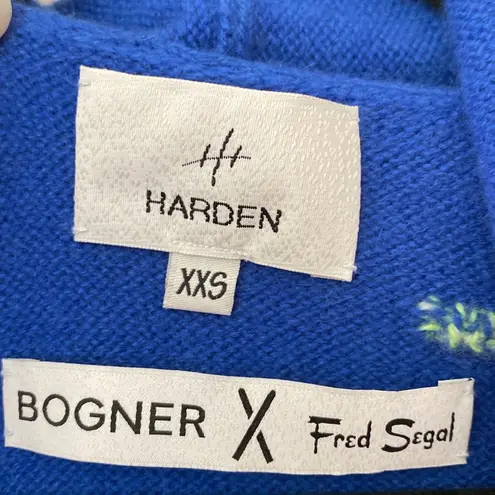 HARDEN
XXS
BOGNER X Fred Segal